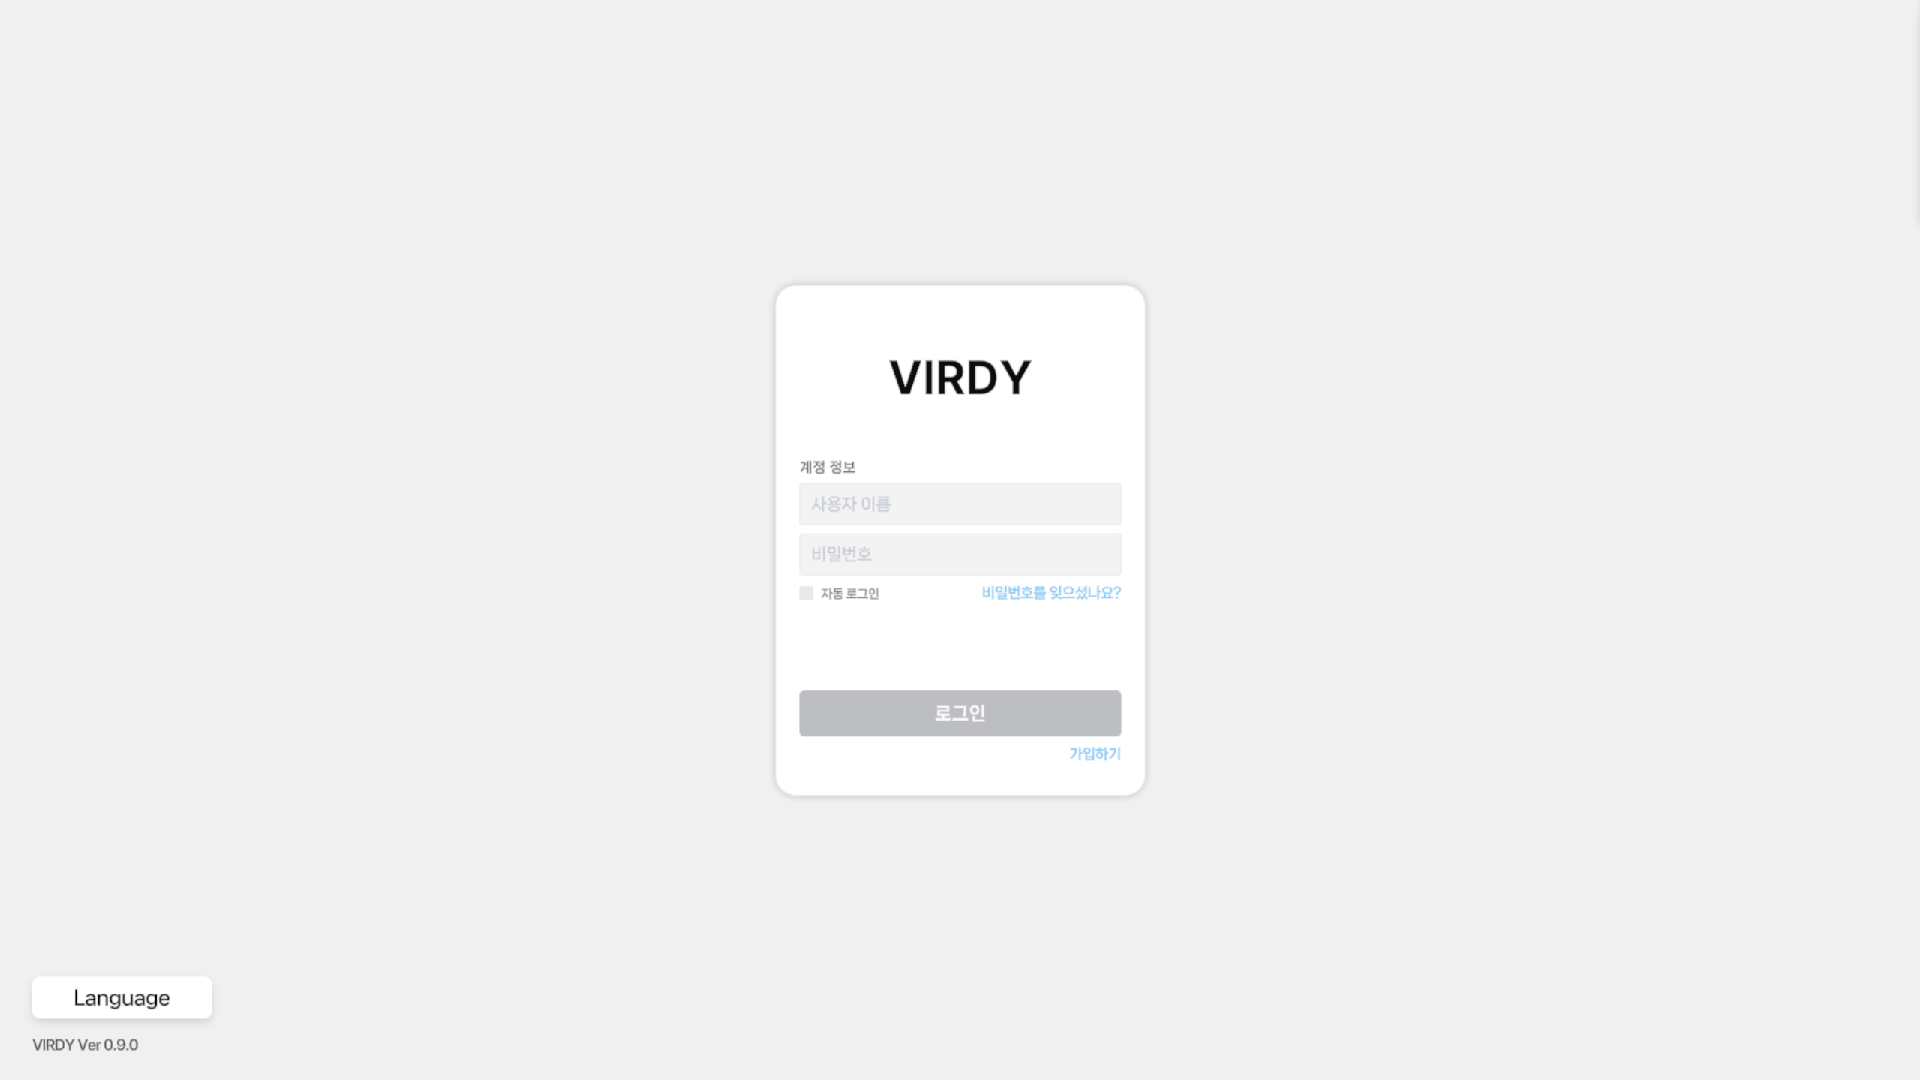 VIRDY
계정 정보
사용자 이름
비밀번호
자동 로그인
비밀번호를 잊으셨나요?
로그인
가입하기
Language
VIRDY Ver 0.9.0